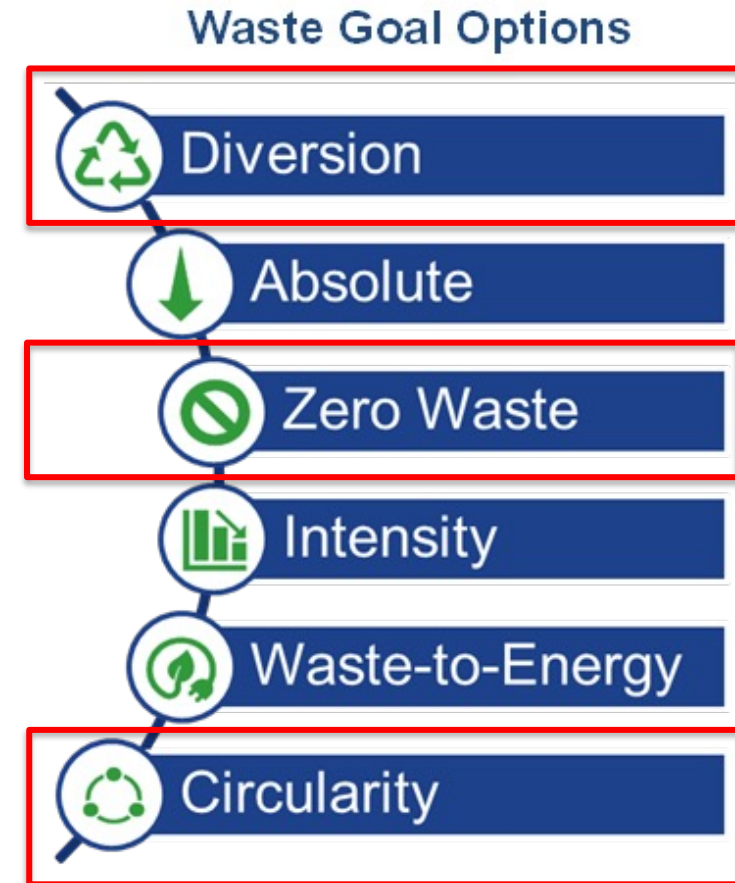 Waste Goal Options
Diversion
Absolute
Zero Waste
Intensity
Waste-to-Energy
Circularity